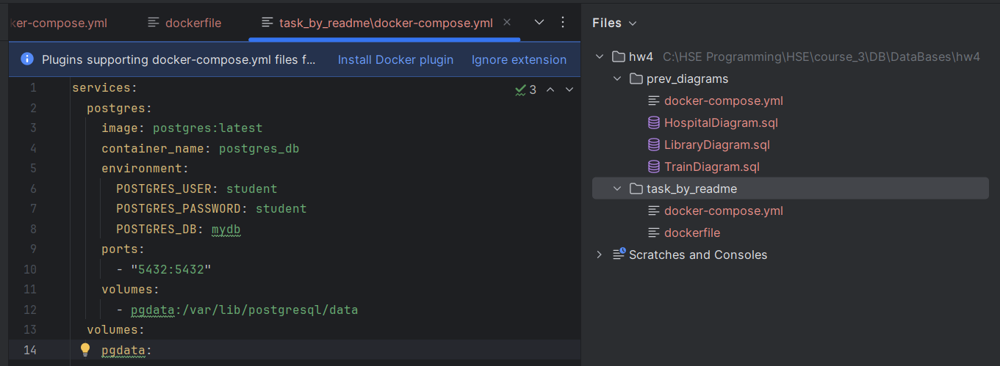 ker-compose.yml dockerfile task_by_readme\docker-compose.yml
Plugins supporting docker-compose.yml files f... Install Docker plugin Ignore extension
1 services:
3
2 postgres:
3 image: postgres:latest
4 container_name: postgres_db
5 environment:
6 POSTGRES_USER: student
7 POSTGRES_PASSWORD: student
8 POSTGRES_DB: mydb
9 ports:
10 - "5432:5432"
11 volumes:
12 - pgdata:/var/lib/postgresql/data
13 volumes:
14 pgdata:
Files
hw4 C:\HSE Programming\HSE\course_3\DB\DataBases\hw4
prev_diagrams
docker-compose.yml
HospitalDiagram.sql
LibraryDiagram.sql
TrainDiagram.sql
task_by_readme
docker-compose.yml
dockerfile
Scratches and Consoles